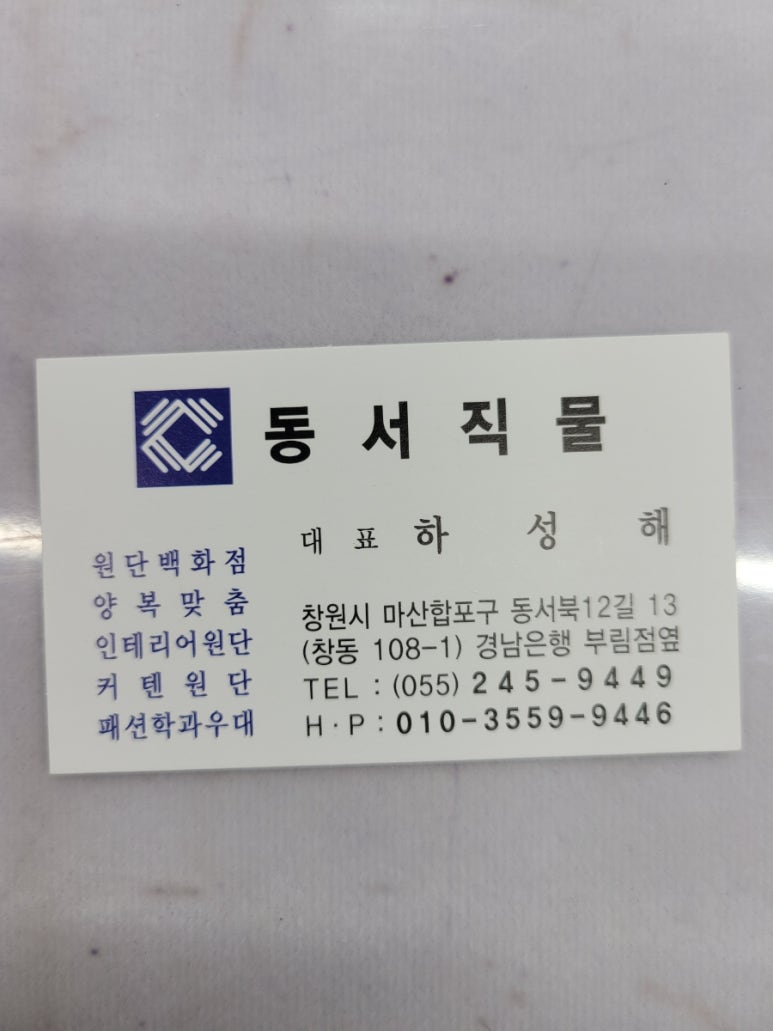 동서직물
대표 하성해
원단백화점
양복맞춤
인테리어원단
커텐원단
패션학과우대
창원시 마산합포구 동서북12길 13
(창동 108-1) 경남은행 부림점옆
TEL : (055) 245-9449
H·P : 010-3559-9446